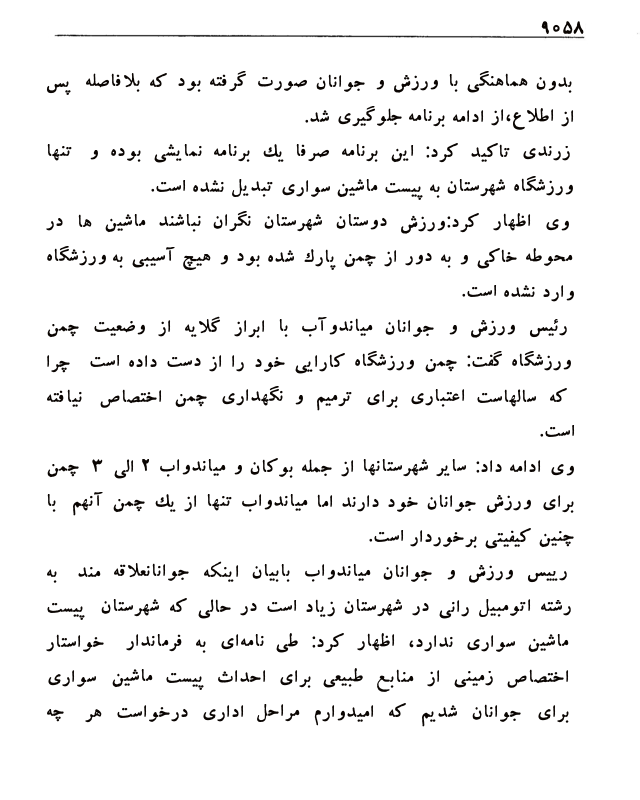 ۹۰۵۸
بدون هماهنگی با ورزش و جوانان صورت گرفته بود که بلافاصله پس
از اطلاع،از ادامه برنامه جلوگیری شد.
زرندی تاکید کرد: این برنامه صرفا یك برنامه نمایشی بوده و تنها
ورزشگاه شهرستان به پیست ماشین سواری تبدیل نشده است.
وی اظهار کرد:ورزش دوستان شهرستان نگران نباشند ماشین ها در
محوطه خاکی و به دور از چمن پارك شده بود و هیچ آسیبی به ورزشگاه
وارد نشده است.
رئیس ورزش و جوانان میاندوآب با ابراز گلایه از وضعیت چمن
ورزشگاه گفت: چمن ورزشگاه کارایی خود را از دست داده است چرا
که سالهاست اعتباری برای ترمیم و نگهداری چمن اختصاص نیافته
است.
وی ادامه داد: سایر شهرستانها از جمله بوکان و میاندواب ۲ الی ۳ چمن
برای ورزش جوانان خود دارند اما میاندواب تنها از یك چمن آنهم با
چنین کیفیتی برخوردار است.
رییس ورزش و جوانان میاندواب بابیان اینکه جوانانعلاقه مند به
رشته اتومبیل رانی در شهرستان زیاد است در حالی که شهرستان پیست
ماشین سواری ندارد، اظهار کرد: طی نامه‌ای به فرماندار خواستار
اختصاص زمینی از منابع طبیعی برای احداث پیست ماشین سواری
برای جوانان شدیم که امیدوارم مراحل اداری درخواست هر چه